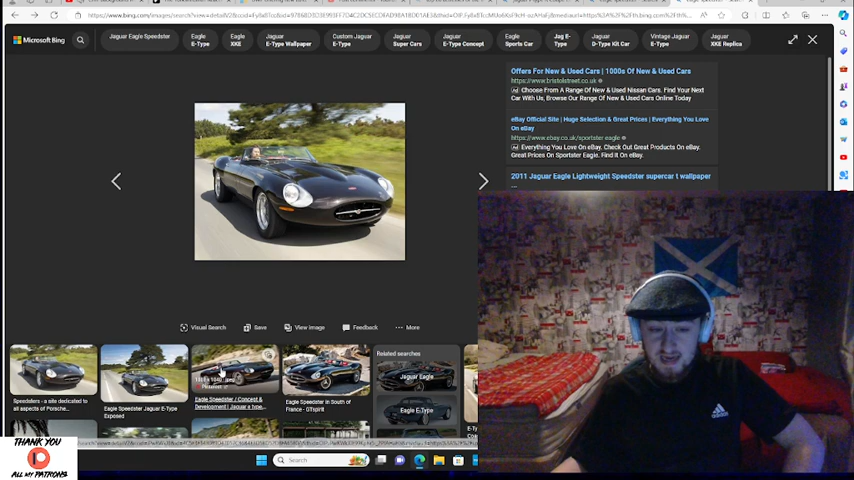 Microsoft Bing
Jaguar Eagle Speedster
Eagle
E-Type
Eagle
XKE
Jaguar
E-Type Wallpaper
Custom Jaguar
E-Type
Jaguar
Super Cars
Eagle
E-Type Concept
Eagle
Sports Car
Jag E-
Type
Jaguar
D-Type Kit Car
Vintage Jaguar
E-Type
Jaguar
XKE Replica
Offers For New & Used Cars | 1000s Of New & Used Cars
https://www.bristolstreet.co.uk
Ad Choose From A Range Of New & Used Nissan Cars. Find Your Next
Car With Us, Browse Our Range Of New & Used Cars Online Today
eBay Official Site | Huge Selection & Great Prices | Everything You Love
On eBay
https://www.ebay.co.uk/sportster-eagle
Ad Everything You Love on eBay. Check Out Great Products On eBay.
Great Prices On Sportster Eagle. Find It On eBay.
2011 Jaguar Eagle Lightweight Speedster supercar t wallpaper
...
Visual Search
Save
View image
Feedback
... More
Speedsters - a site dedicated to
all aspects of Porsche...
Eagle Speedster Jaguar E-Type
Exposed
Eagle Speedster / Concept &
Development | Jaguar e type...
Eagle Speedster in South of
France - GTspirit
Related searches
Jaguar Eagle
Eagle E Type
THANK YOU
ALL MY PATRONS!
Search
adidas